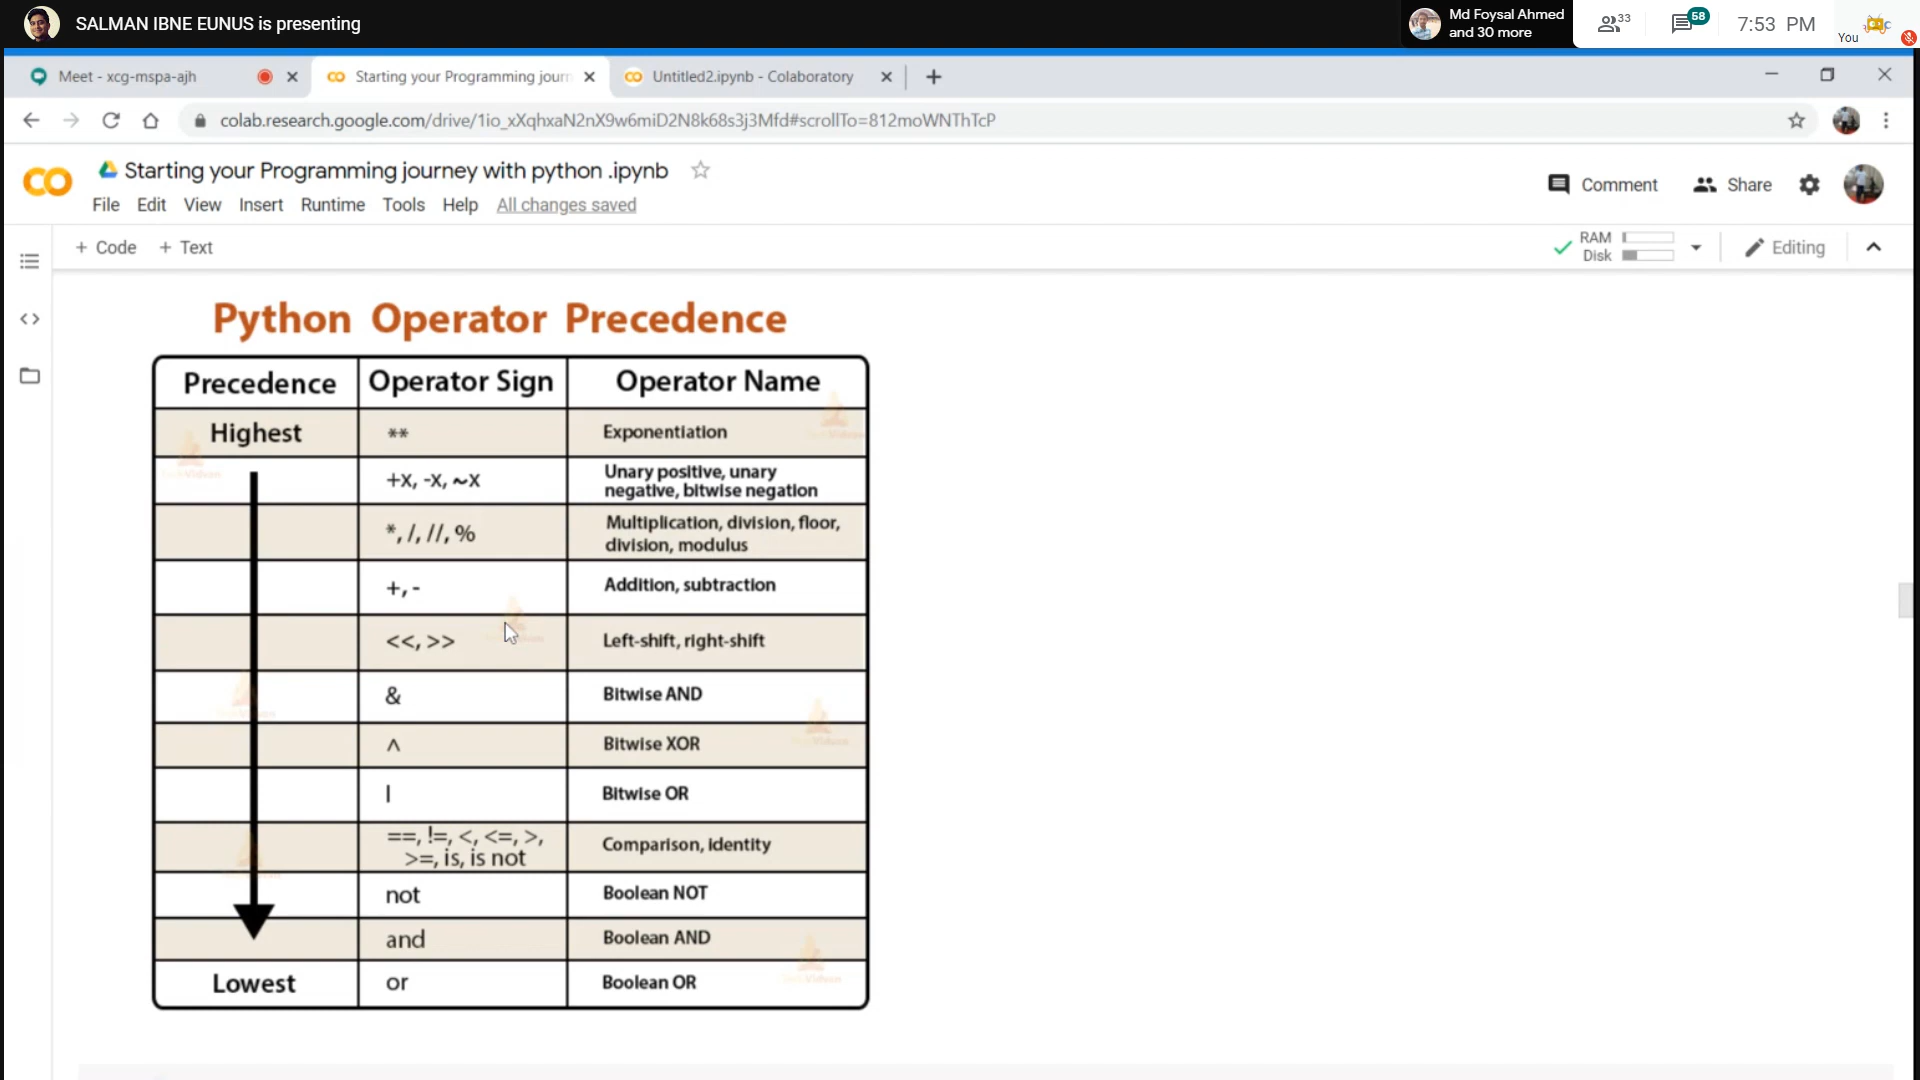 SALMAN IBNE EUNUS is presenting
Md Foysal Ahmed
and 30 more
33
58
7:53 PM
You
Meet - xcg-mspa-ajh
Starting your Programming journ
Untitled2.ipynb - Colaboratory
colab.research.google.com/drive/1io_xXqhxaN2nX9w6miD2N8k68s3j3Mfd#scrollTo=812moWNThTcP
Starting your Programming journey with python .ipynb
Comment
Share
File Edit View Insert Runtime Tools Help All changes saved
+ Code + Text
RAM
Disk
Editing
Python Operator Precedence
Precedence Operator Sign Operator Name
Highest ** Exponentiation
+x, -x, ~x Unary positive, unary
negative, bitwise negation
*, /, //, % Multiplication, division, floor,
division, modulus
+, - Addition, subtraction
<<, >> Left-shift, right-shift
& Bitwise AND
^ Bitwise XOR
| Bitwise OR
==, !=, <, <=, >,
>=, is, is not Comparison, identity
not Boolean NOT
and Boolean AND
Lowest or Boolean OR